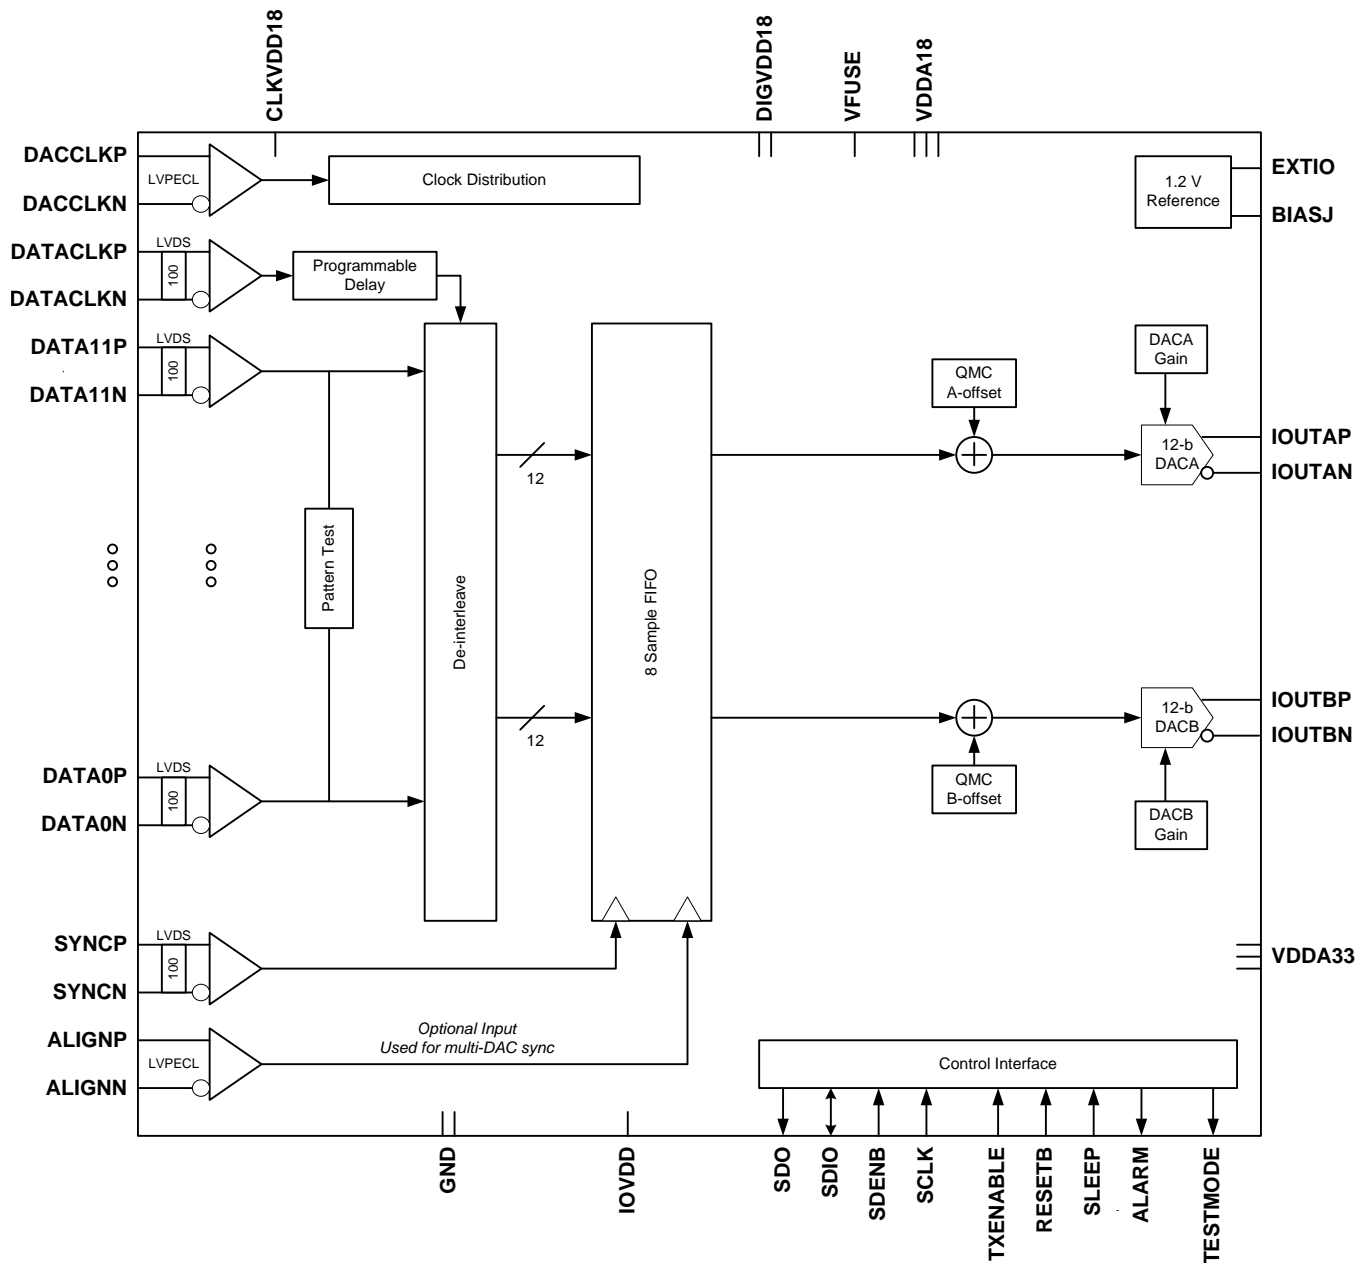 CLKVDD18
DIGVDD18
VFUSE
VDDA18
DACCLKP
LVPECL
DACCLKN
Clock Distribution
1.2 V
Reference
EXTIO
BIASJ
DATACLKP
LVDS
100
DATACLKN
Programmable
Delay
DATA11P
LVDS
100
DATA11N
Pattern Test
De-interleave
12
12
8 Sample FIFO
QMC
A-offset
DACA
Gain
12-b
DACA
IOUTAP
IOUTAN
12-b
DACB
IOUTBP
IOUTBN
QMC
B-offset
DACB
Gain
DATA0P
LVDS
100
DATA0N
SYNCP
LVDS
100
SYNCN
VDDA33
ALIGNP
LVPECL
ALIGNN
Optional Input
Used for multi-DAC sync
Control Interface
GND
IOVDD
SDO
SDIO
SDENB
SCLK
TXENABLE
RESETB
SLEEP
ALARM
TESTMODE